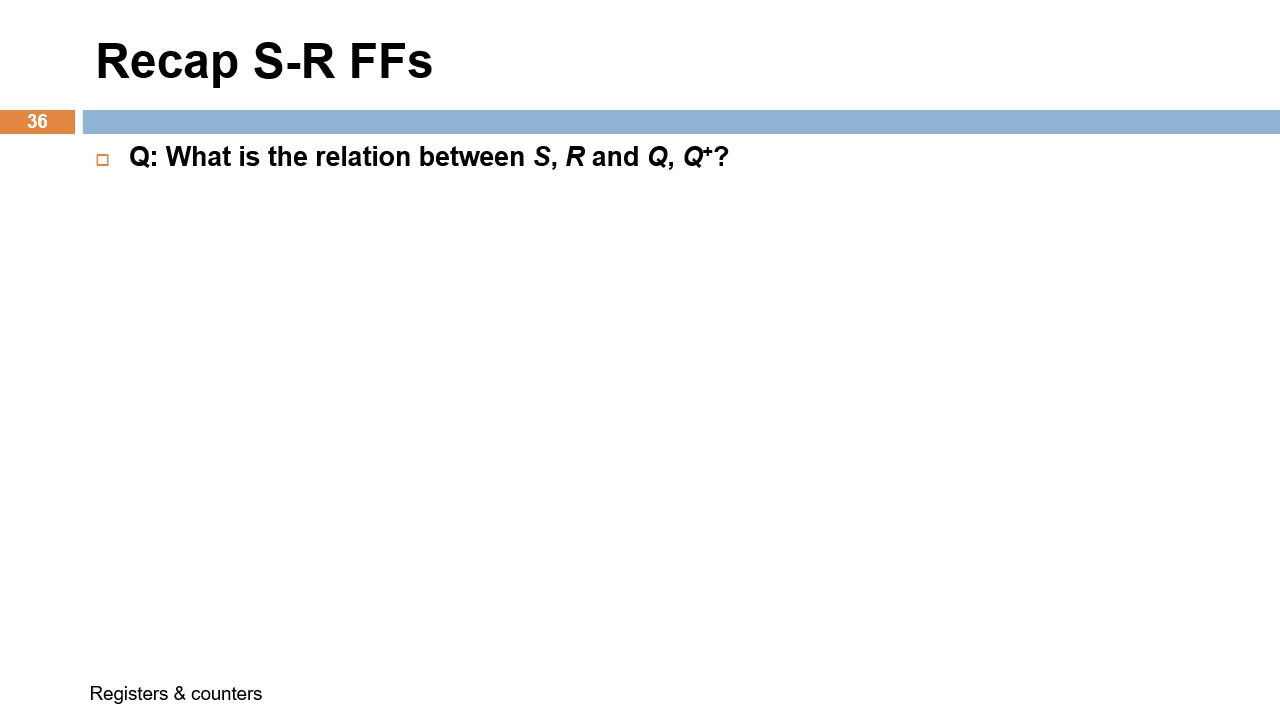 Recap S-R FFs
36
Q: What is the relation between S, R and Q, Q⁺?
Registers & counters